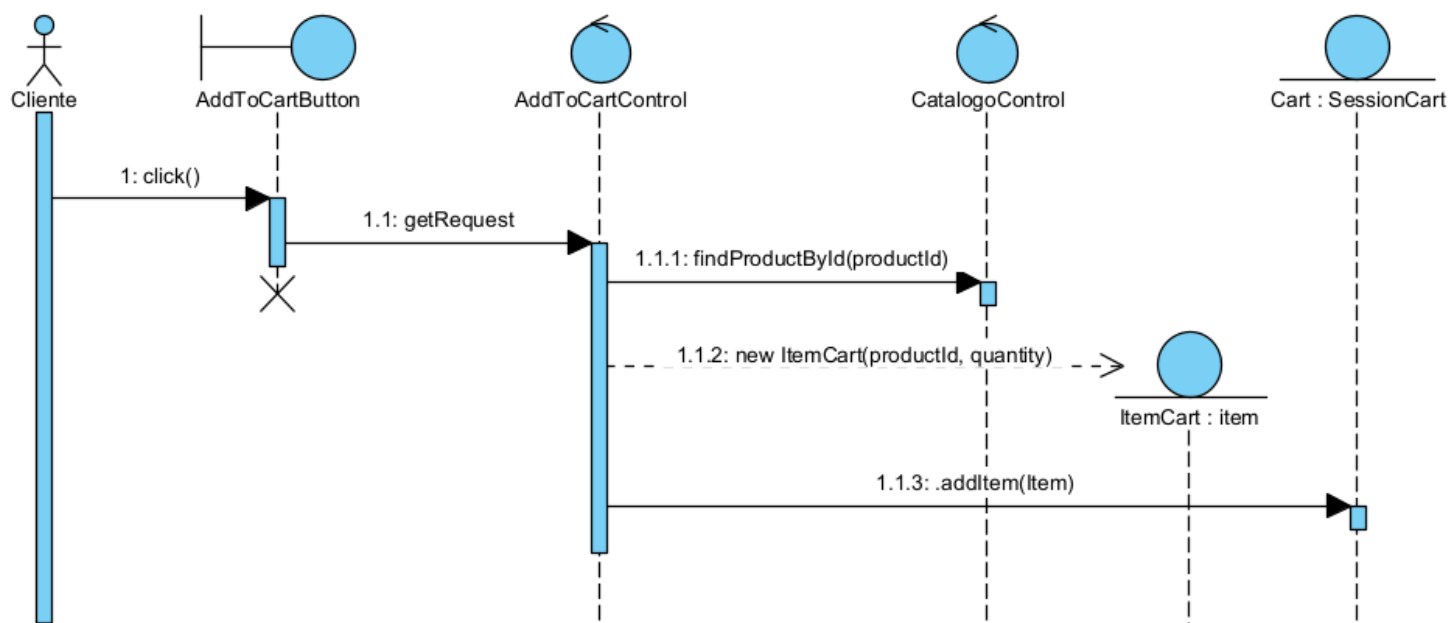 Cliente
AddToCartButton
AddToCartControl
CatalogoControl
Cart : SessionCart
1: click()
1.1: getRequest
1.1.1: findProductById(productId)
1.1.2: new ItemCart(productId, quantity)
ItemCart : item
1.1.3: .addItem(Item)